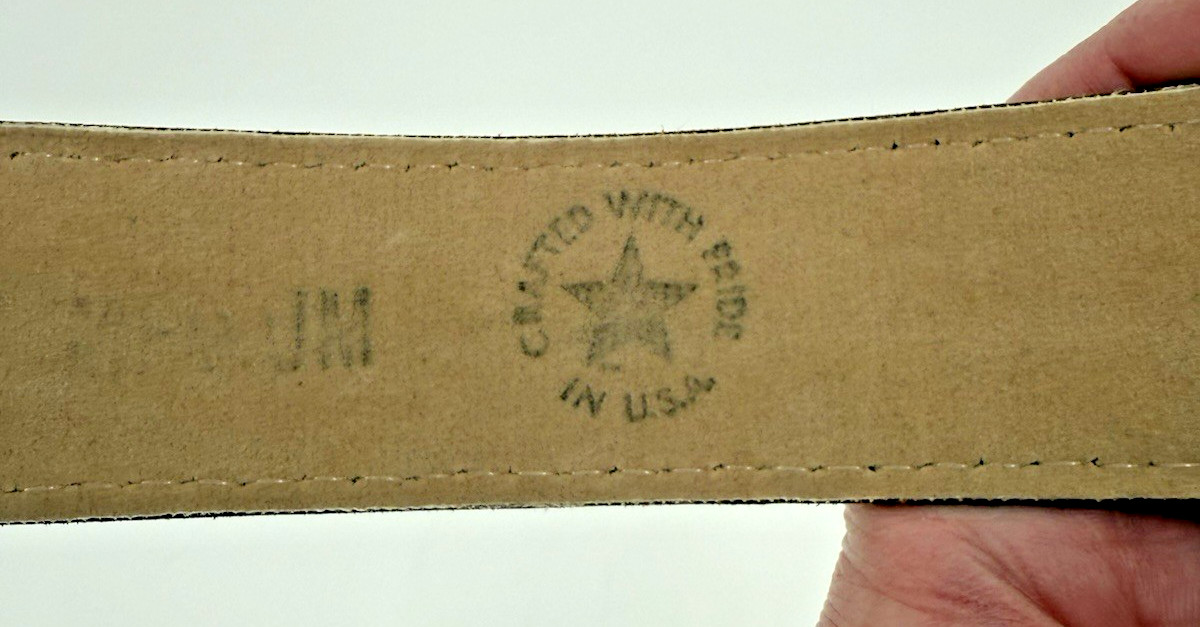 CRAFTED WITH PRIDE
IN U.S.A.